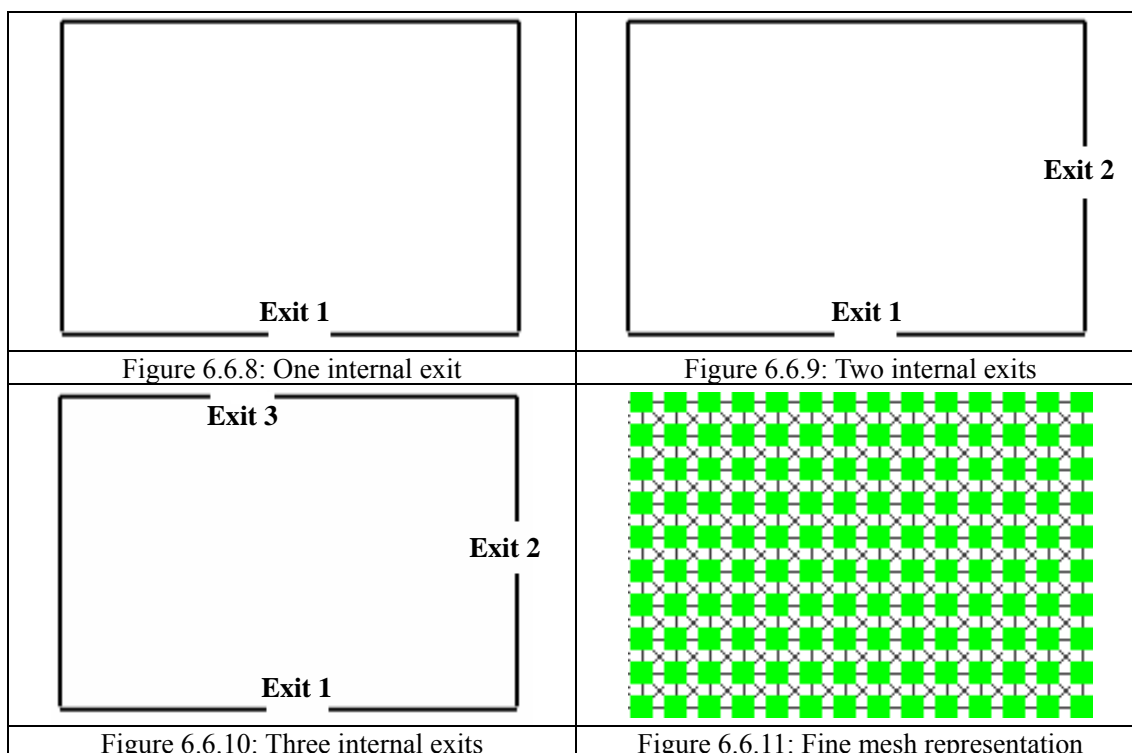 Exit 1
Figure 6.6.8: One internal exit
Exit 2
Exit 1
Figure 6.6.9: Two internal exits
Exit 3
Exit 2
Exit 1
Figure 6.6.10: Three internal exits
Figure 6.6.11: Fine mesh representation